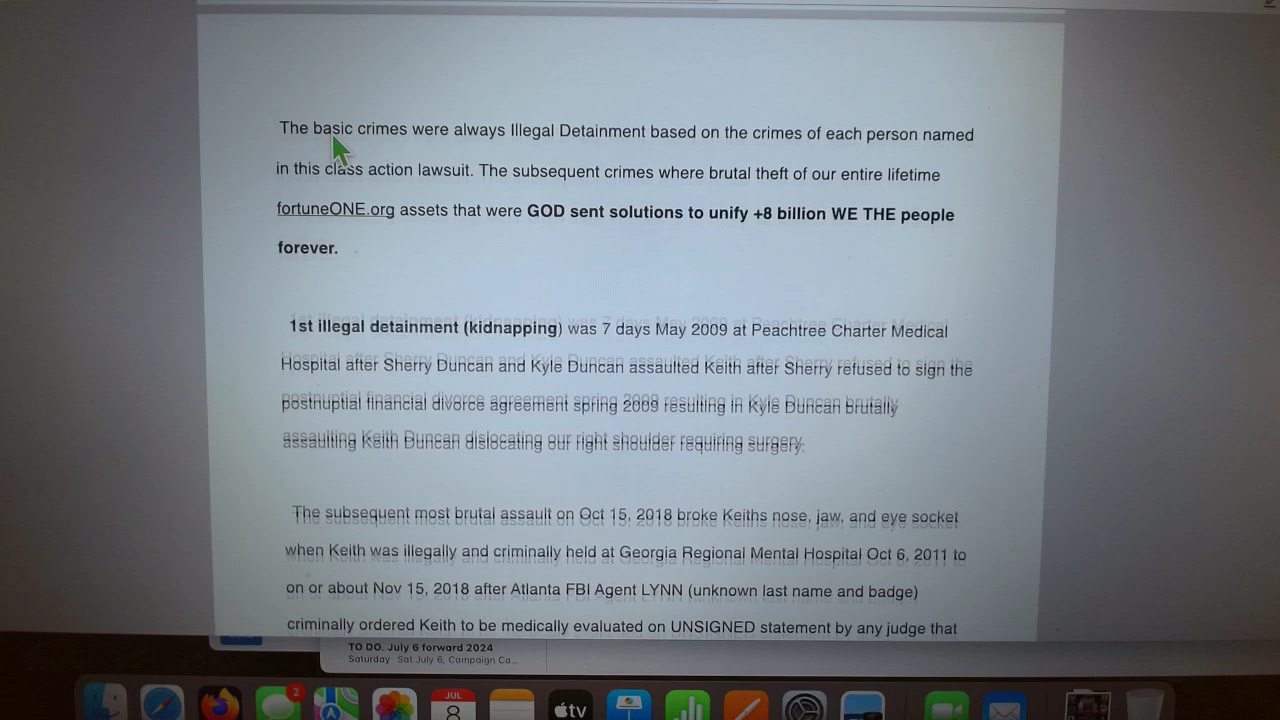 The basic crimes were always Illegal Detainment based on the crimes of each person named
in this class action lawsuit. The subsequent crimes where brutal theft of our entire lifetime
fortuneONE.org assets that were GOD sent solutions to unify +8 billion WE THE people
forever.
1st illegal detainment (kidnapping) was 7 days May 2009 at Peachtree Charter Medical
Hospital after Sherry Duncan and Kyle Duncan assaulted Keith after Sherry refused to sign the
postnuptial financial divorce agreement spring 2009 resulting in Kyle Duncan brutally
assaulting Keith Duncan dislocating our right shoulder requiring surgery.
The subsequent most brutal assault on Oct 15, 2018 broke Keiths nose, jaw, and eye socket
when Keith was illegally and criminally held at Georgia Regional Mental Hospital Oct 6, 2011 to
on or about Nov 15, 2018 after Atlanta FBI Agent LYNN (unknown last name and badge)
criminally ordered Keith to be medically evaluated on UNSIGNED statement by any judge that
TO DO. July 6 forward 2024
Saturday Sat July 6, Campaign Ca...
2
JUL
8
tv